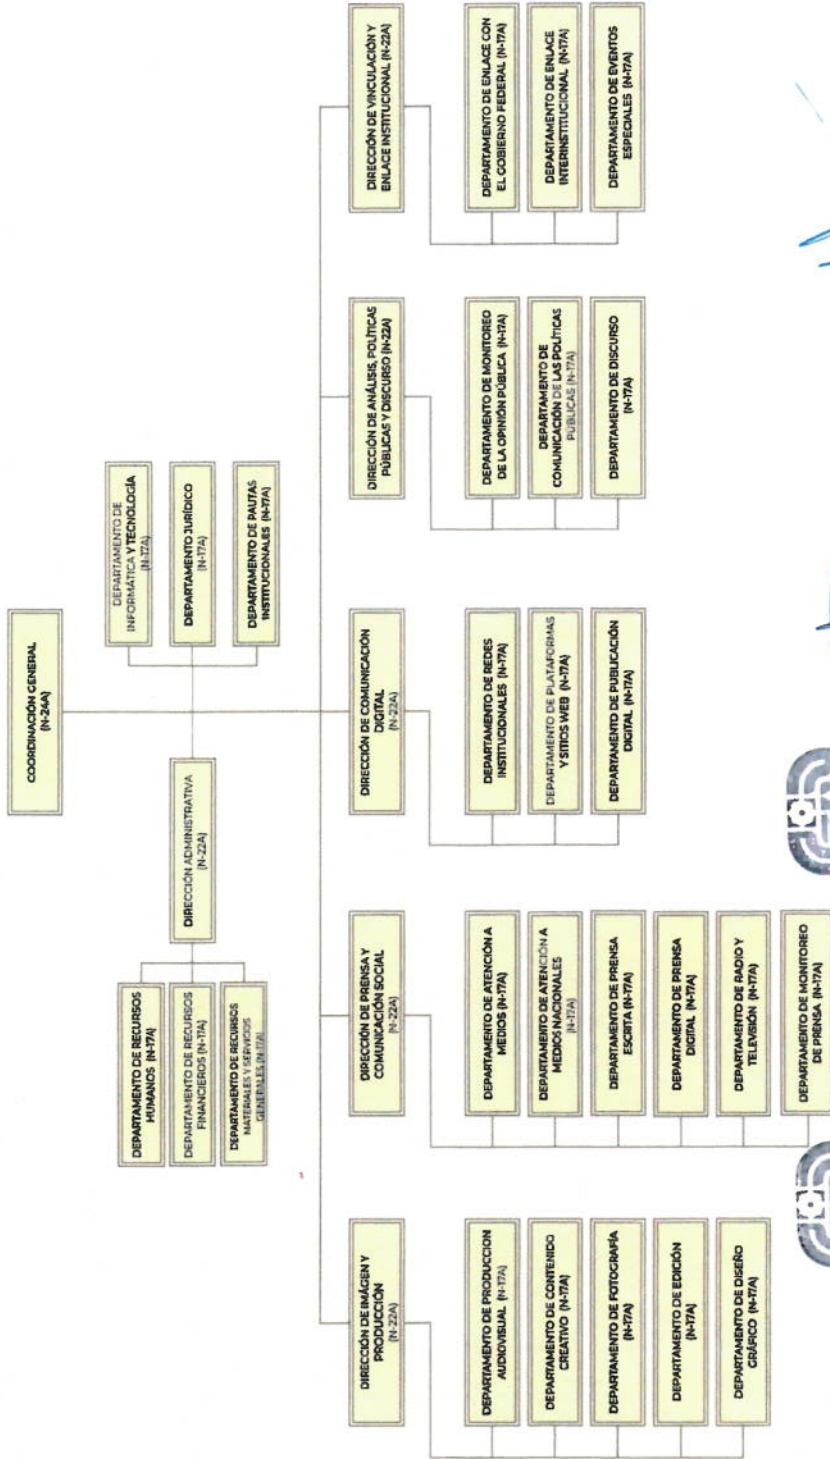 COORDINACIÓN GENERAL
(N-24A)
DEPARTAMENTO DE
INFORMÁTICA Y TECNOLOGÍA
(N-17A)
DEPARTAMENTO JURÍDICO
(N-17A)
DEPARTAMENTO DE PAUTAS
INSTITUCIONALES (N-17A)
DIRECCIÓN ADMINISTRATIVA
(N-22A)
DEPARTAMENTO DE RECURSOS
HUMANOS (N-17A)
DEPARTAMENTO DE RECURSOS
FINANCIEROS (N-17A)
DEPARTAMENTO DE RECURSOS
MATERIALES Y SERVICIOS
GENERALES (N-17A)
DIRECCIÓN DE IMÁGEN Y
PRODUCCIÓN
(N-22A)
DEPARTAMENTO DE PRODUCCION
AUDIOVISUAL (N-17A)
DEPARTAMENTO DE CONTENIDO
CREATIVO (N-17A)
DEPARTAMENTO DE FOTOGRAFÍA
(N-17A)
DEPARTAMENTO DE EDICIÓN
(N-17A)
DEPARTAMENTO DE DISEÑO
GRÁFICO (N-17A)
DIRECCIÓN DE PRENSA Y
COMUNICACIÓN SOCIAL
(N-22A)
DEPARTAMENTO DE ATENCIÓN A
MEDIOS (N-17A)
DEPARTAMENTO DE ATENCIÓN A
MEDIOS NACIONALES
(N-17A)
DEPARTAMENTO DE PRENSA
ESCRITA (N-17A)
DEPARTAMENTO DE PRENSA
DIGITAL (N-17A)
DEPARTAMENTO DE RADIO Y
TELEVISIÓN (N-17A)
DEPARTAMENTO DE MONITOREO
DE PRENSA (N-17A)
DIRECCIÓN DE COMUNICACIÓN
DIGITAL
(N-22A)
DEPARTAMENTO DE REDES
INSTITUCIONALES (N-17A)
DEPARTAMENTO DE PLATAFORMAS
Y SITIOS WEB (N-17A)
DEPARTAMENTO DE PUBLICACIÓN
DIGITAL (N-17A)
DIRECCIÓN DE ANÁLISIS, POLÍTICAS
PÚBLICAS Y DISCURSO (N-22A)
DEPARTAMENTO DE MONITOREO
DE LA OPINIÓN PÚBLICA (N-17A)
DEPARTAMENTO DE
COMUNICACIÓN DE LAS POLÍTICAS
PÚBLICAS (N-17A)
DEPARTAMENTO DE DISCURSO
(N-17A)
DIRECCIÓN DE VINCULACIÓN Y
ENLACE INSTITUCIONAL (N-22A)
DEPARTAMENTO DE ENLACE CON
EL GOBIERNO FEDERAL (N-17A)
DEPARTAMENTO DE ENLACE
INTERINSTITUCIONAL (N-17A)
DEPARTAMENTO DE EVENTOS
ESPECIALES (N-17A)